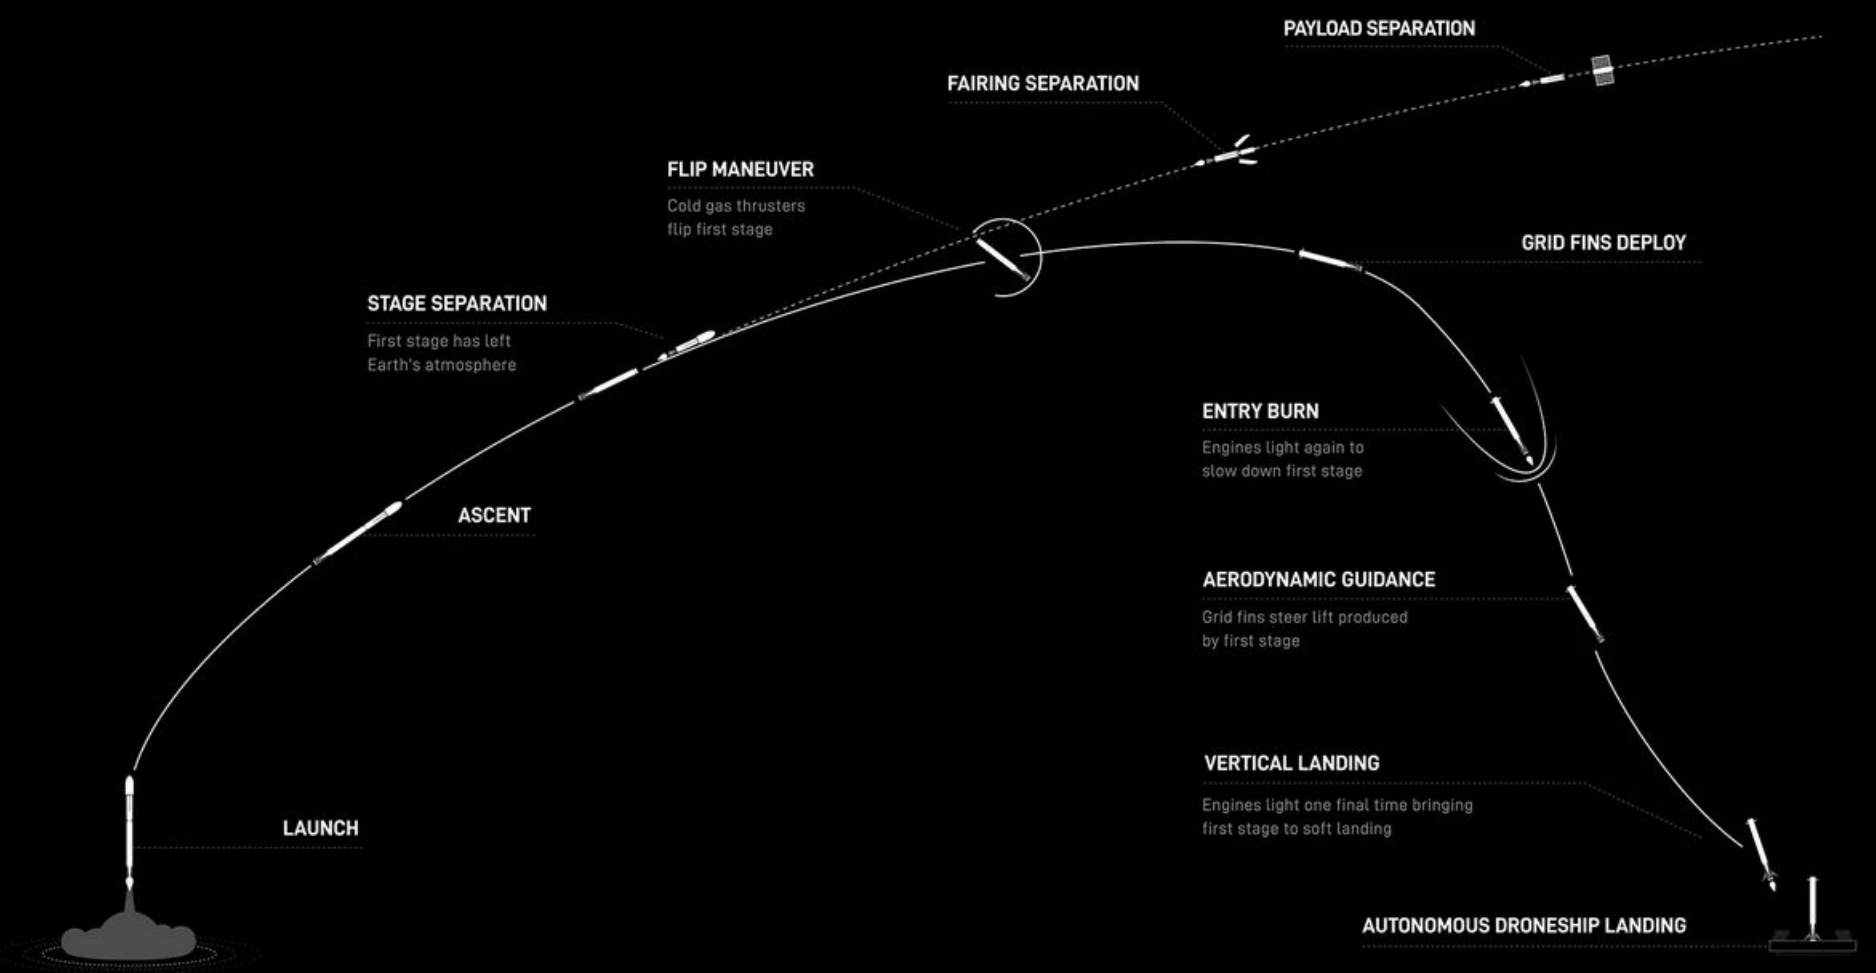 PAYLOAD SEPARATION
FAIRING SEPARATION
FLIP MANEUVER
Cold gas thrusters
flip first stage
GRID FINS DEPLOY
STAGE SEPARATION
First stage has left
Earth's atmosphere
ENTRY BURN
Engines light again to
slow down first stage
ASCENT
AERODYNAMIC GUIDANCE
Grid fins steer lift produced
by first stage
VERTICAL LANDING
Engines light one final time bringing
first stage to soft landing
LAUNCH
AUTONOMOUS DRONESHIP LANDING